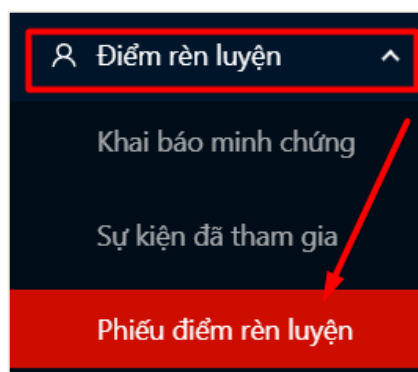 Điểm rèn luyện
Khai báo minh chứng
Sự kiện đã tham gia
Phiếu điểm rèn luyện